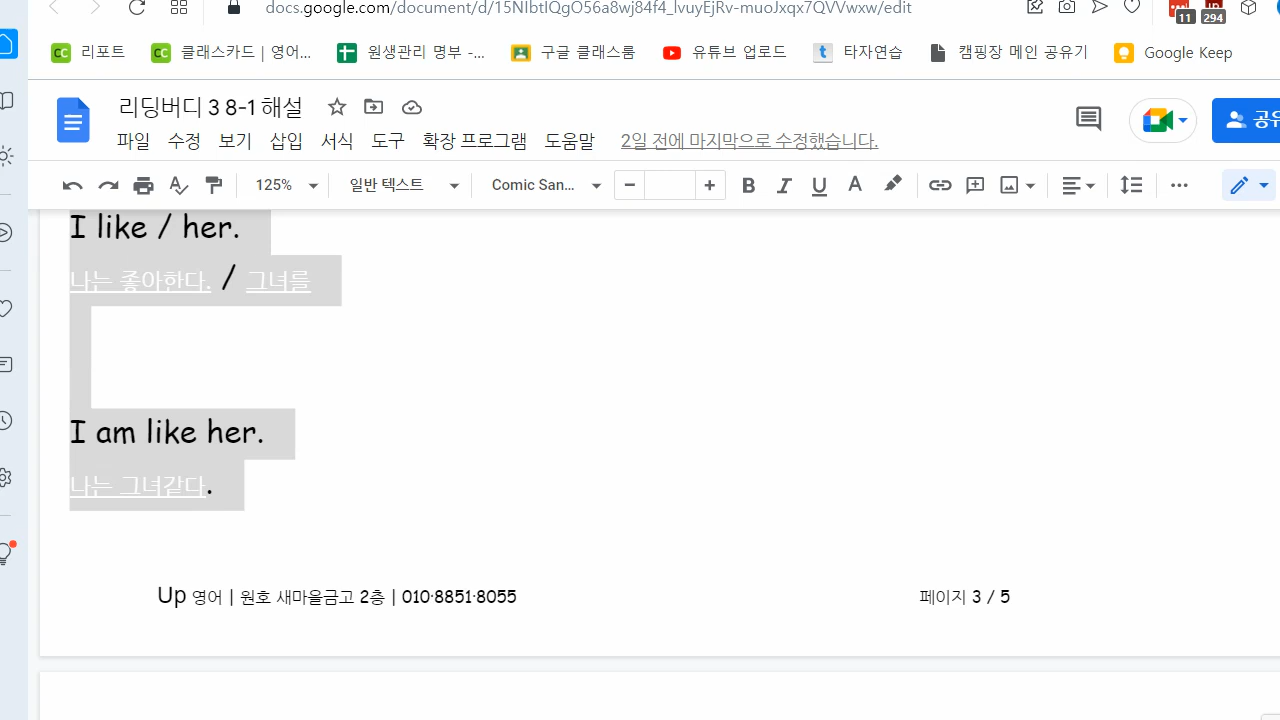 docs.google.com/document/d/15NIbtIQgO56a8wj84f4_lvuyEjRv-muoJxqx7QVVwxw/edit
11 294
리포트 클래스카드 | 영어... 원생관리 명부 -... 구글 클래스룸 유튜브 업로드 타자연습 캠핑장 메인 공유기 Google Keep
리딩버디 3 8-1 해설
파일 수정 보기 삽입 서식 도구 확장 프로그램 도움말 2일 전에 마지막으로 수정했습니다.
125% 일반 텍스트 Comic San... − + B I U A
I like / her.
나는 좋아한다. / 그녀를
I am like her.
나는 그녀같다.
Up 영어 | 원호 새마을금고 2층 | 010·8851·8055 페이지 3 / 5